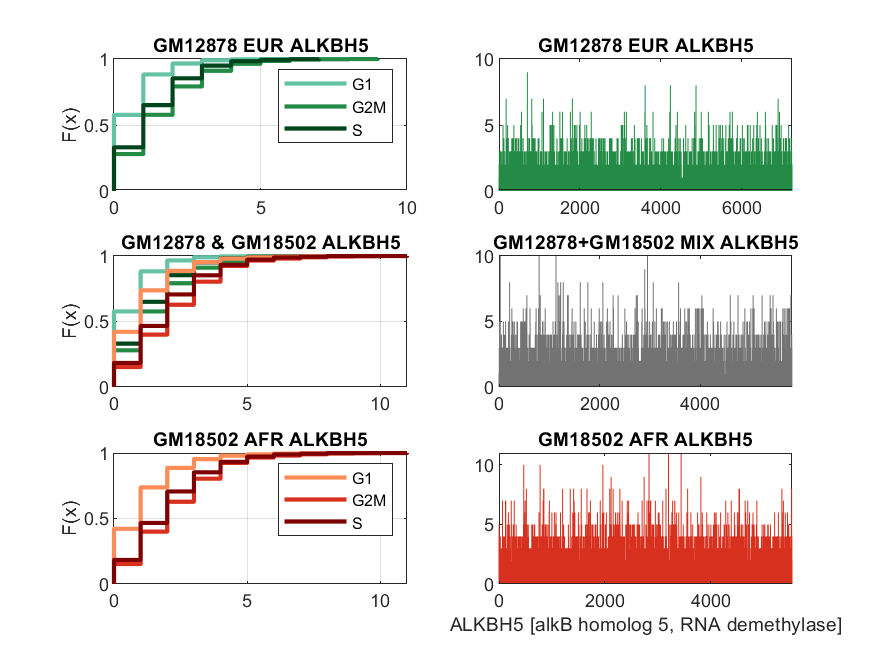 GM12878 EUR ALKBH5
1
0.5
0
F(x)
0 5 10
G1
G2M
S
GM12878 EUR ALKBH5
10
5
0
0 2000 4000 6000
GM12878 & GM18502 ALKBH5
1
0.5
0
F(x)
0 5 10
GM12878+GM18502 MIX ALKBH5
10
5
0
0 2000 4000
GM18502 AFR ALKBH5
1
0.5
0
F(x)
0 5 10
G1
G2M
S
GM18502 AFR ALKBH5
10
5
0
0 2000 4000
ALKBH5 [alkB homolog 5, RNA demethylase]